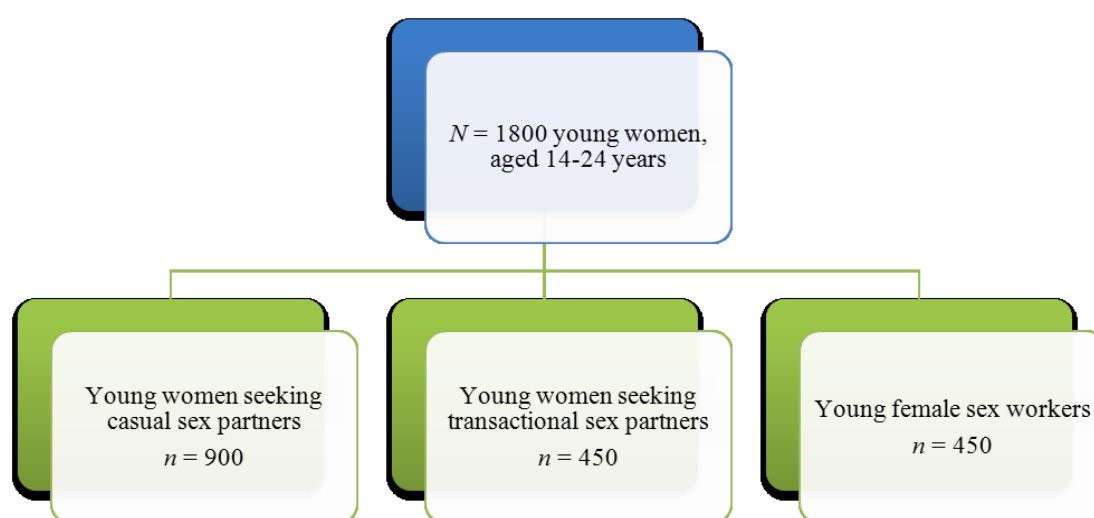 N = 1800 young women,
aged 14-24 years
Young women seeking
casual sex partners
n = 900
Young women seeking
transactional sex partners
n = 450
Young female sex workers
n = 450